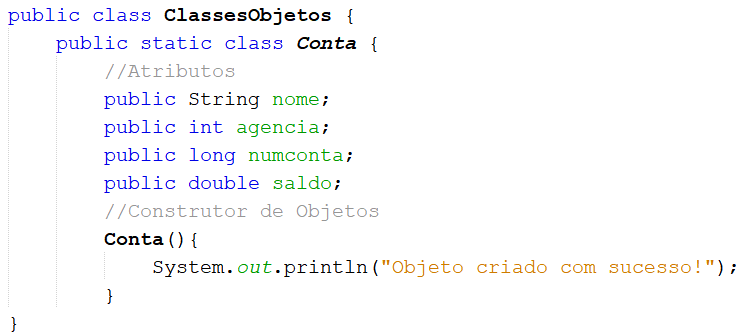 public class ClassesObjetos {
public static class Conta {
//Atributos
public String nome;
public int agencia;
public long numconta;
public double saldo;
//Construtor de Objetos
Conta(){
System.out.println("Objeto criado com sucesso!");
}
}